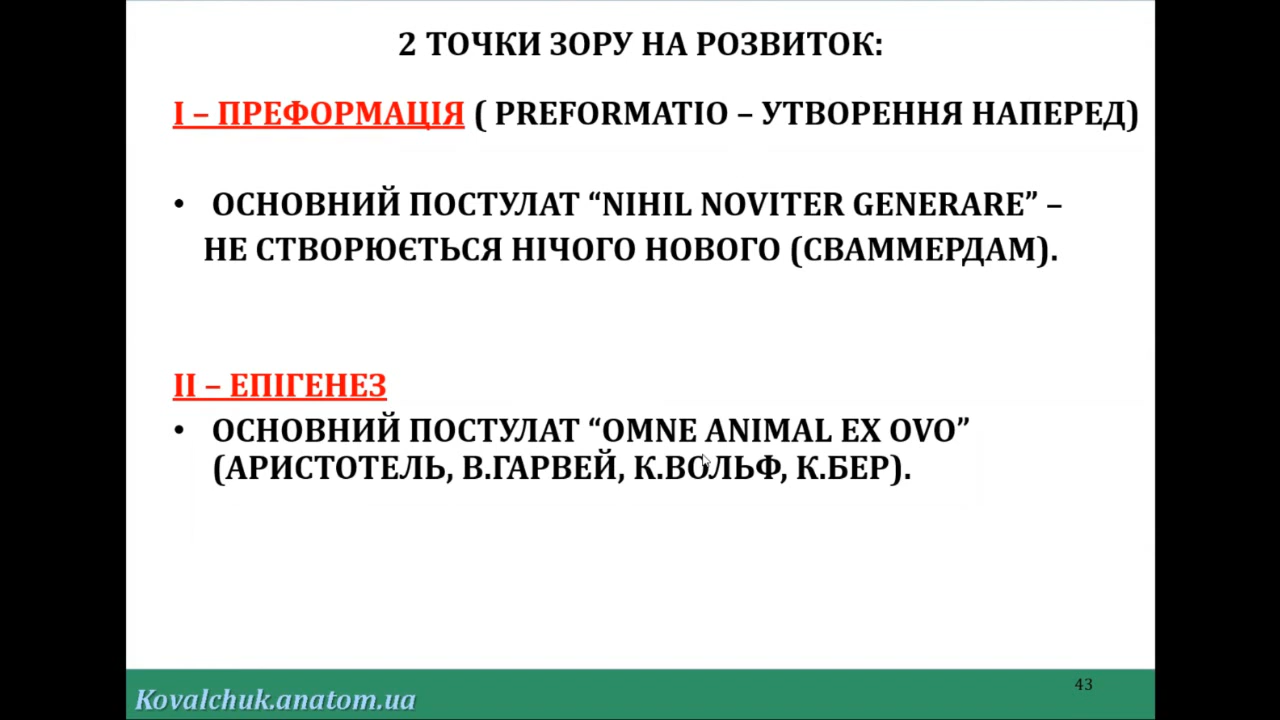 2 ТОЧКИ ЗОРУ НА РОЗВИТОК:
І – ПРЕФОРМАЦІЯ ( PREFORMATIO – УТВОРЕННЯ НАПЕРЕД)
• ОСНОВНИЙ ПОСТУЛАТ “NIHIL NOVITER GENERARE” –
НЕ СТВОРЮЄТЬСЯ НІЧОГО НОВОГО (СВАММЕРДАМ).
ІІ – ЕПІГЕНЕЗ
• ОСНОВНИЙ ПОСТУЛАТ “OMNE ANIMAL EX OVO”
(АРИСТОТЕЛЬ, В.ГАРВЕЙ, К.ВОЛЬФ, К.БЕР).
43
Kovalchuk.anatom.ua